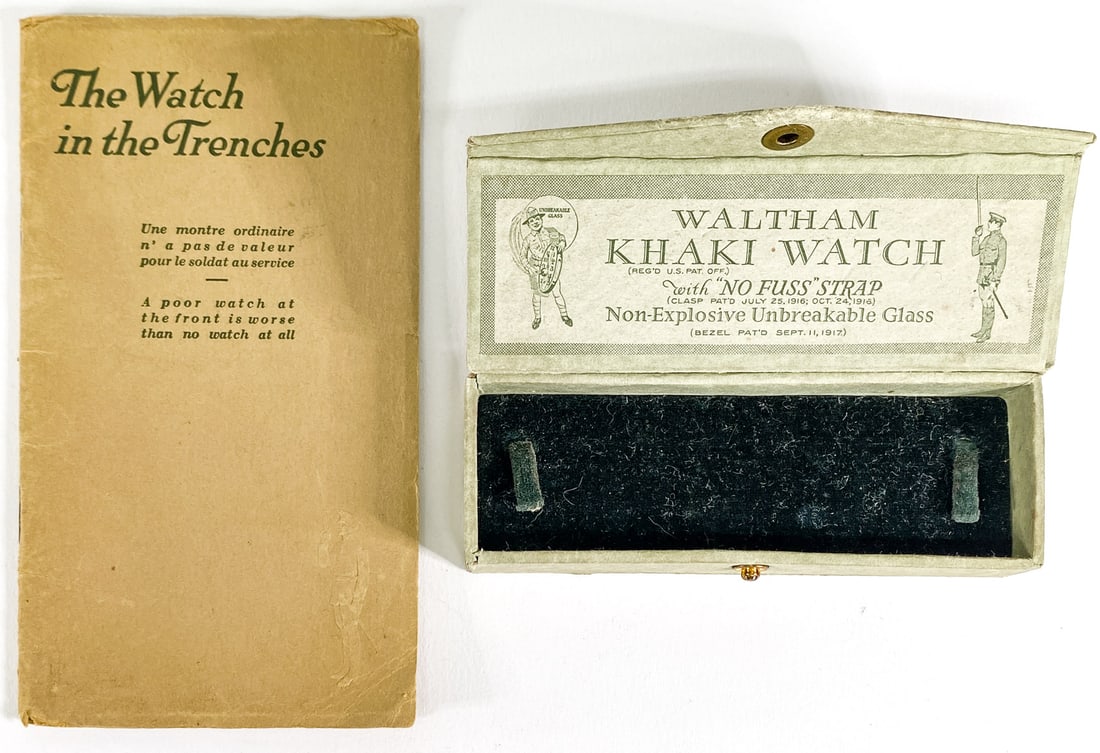 The Watch
in the Trenches
Une montre ordinaire
n' a pas de valeur
pour le soldat au service
A poor watch at
the front is worse
than no watch at all
UNBREAKABLE
GLASS
WALTHAM
KHAKI · WATCH
(REG'D U.S. PAT. OFF.)
with "NO FUSS" STRAP
(CLASP PAT'D JULY 25, 1916; OCT. 24, 1916)
Non-Explosive Unbreakable Glass
(BEZEL PAT'D SEPT. 11, 1917)